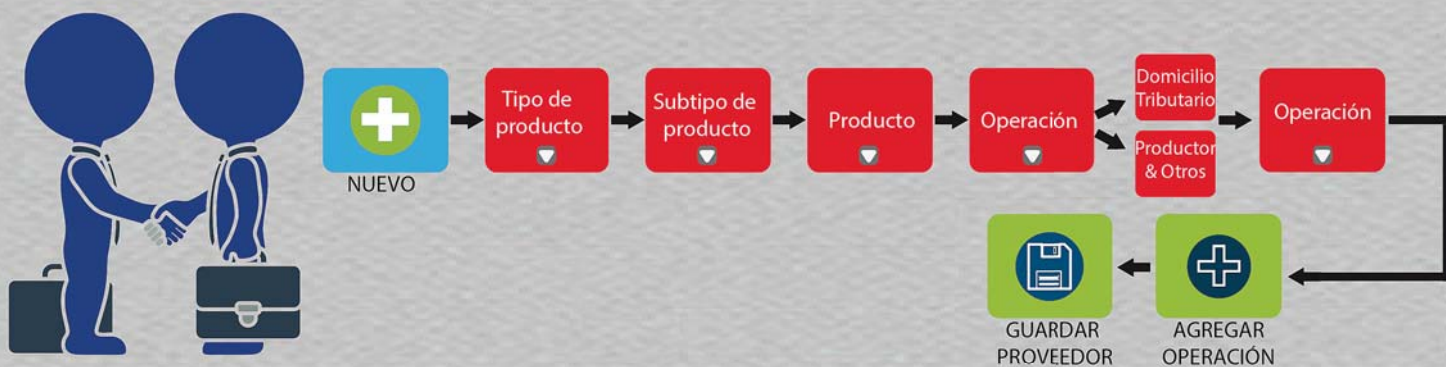 NUEVO
Tipo de
producto
Subtipo de
producto
Producto
Operación
Domicilio
Tributario
Productor
& Otros
Operación
AGREGAR
OPERACIÓN
GUARDAR
PROVEEDOR